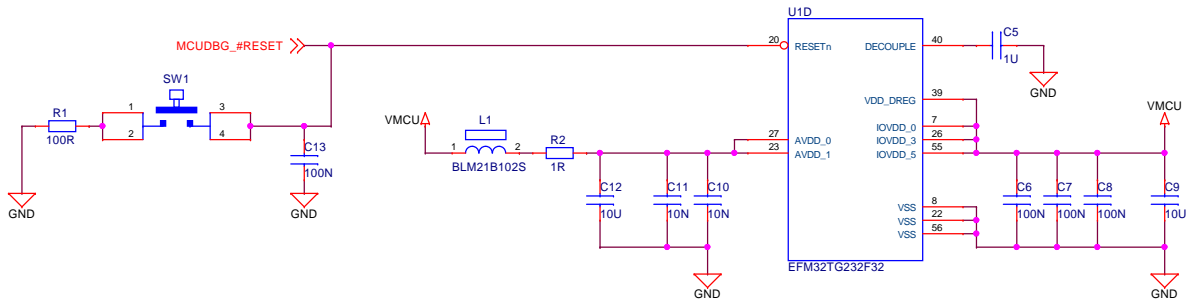 U1D
MCUDBG_#RESET
20
RESETn
DECOUPLE
40
C5
1U
GND
SW1
R1
100R
1
2
3
4
C13
100N
GND
GND
VMCU
L1
1
2
BLM21B102S
R2
1R
27
23
AVDD_0
AVDD_1
VDD_DREG
39
IOVDD_0
7
IOVDD_3
26
IOVDD_5
55
VMCU
C12
10U
C11
10N
C10
10N
GND
VSS
8
VSS
22
VSS
56
C6
100N
C7
100N
C8
100N
C9
10U
GND
EFM32TG232F32